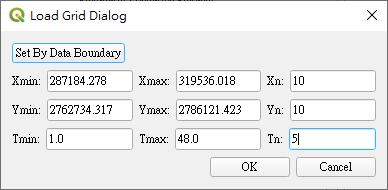 Load Grid Dialog
Set By Data Boundary
Xmin: 287184.278 Xmax: 319536.018 Xn: 10
Ymin: 2762734.317 Ymax: 2786121.423 Yn: 10
Tmin: 1.0 Tmax: 48.0 Tn: 5
OK Cancel